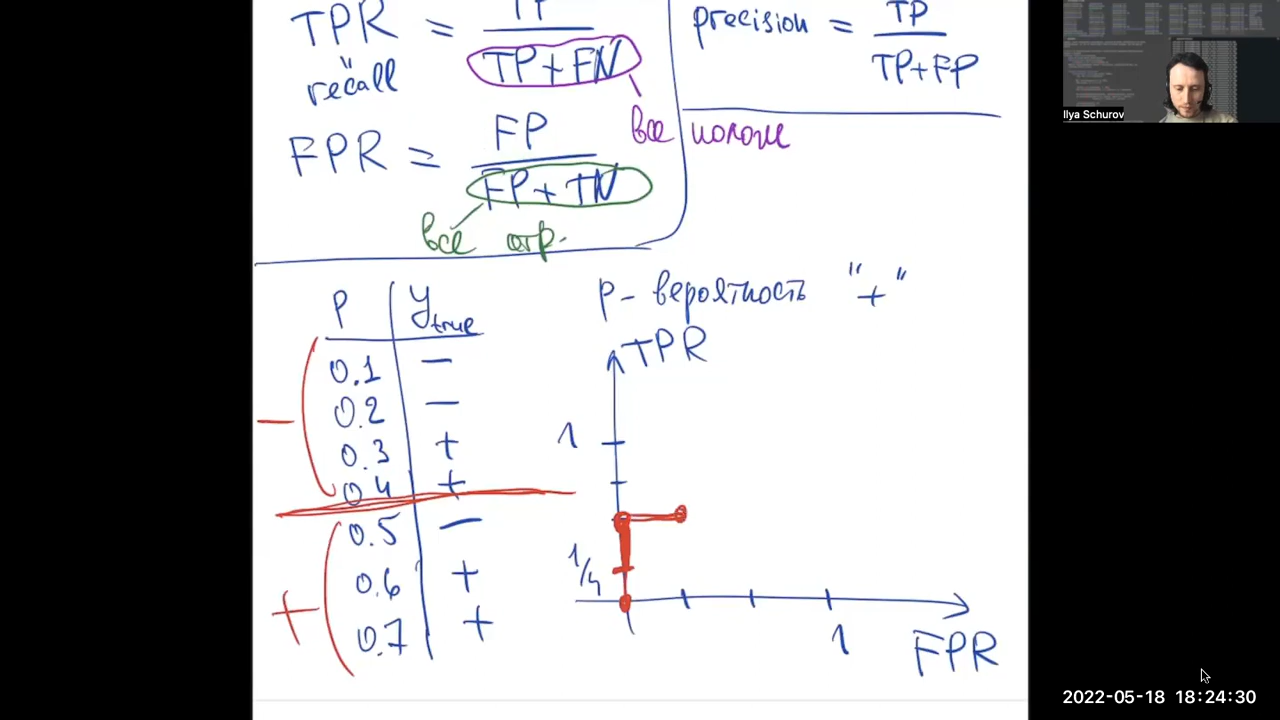 TPR = TP / TP + FN
"
recall
precision = TP / TP+FP
все полож
FPR = FP / FP + TN
все отр.
P | y true
0.1 | −
0.2 | −
0.3 | +
0.4 | +
0.5 | −
0.6 | +
0.7 | +
−
+
p - вероятность "+"
TPR
1
1/4
1
FPR
Ilya Schurov
2022-05-18 18:24:30